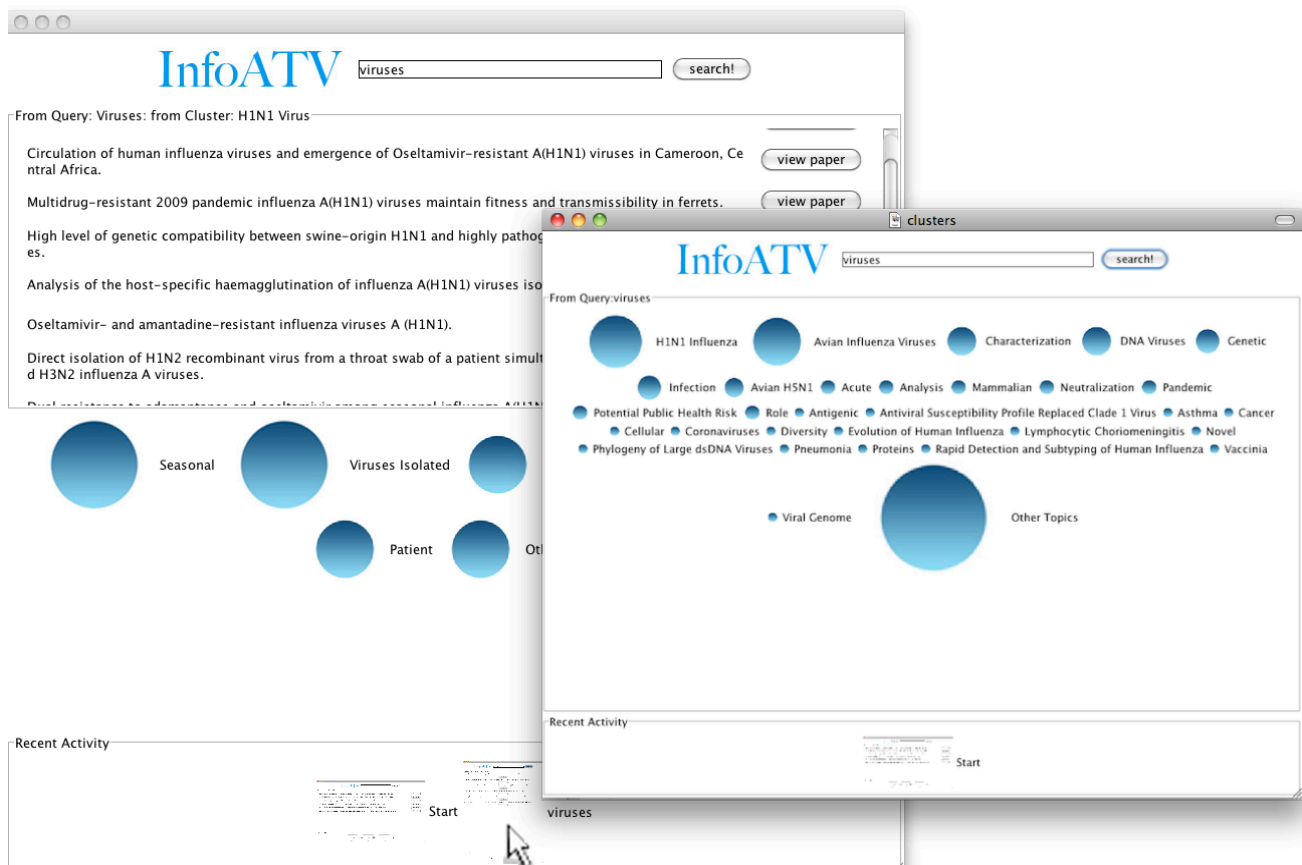 InfoATV viruses search!
From Query: Viruses: from Cluster: H1N1 Virus
Circulation of human influenza viruses and emergence of Oseltamivir-resistant A(H1N1) viruses in Cameroon, Ce
ntral Africa.
view paper
Multidrug-resistant 2009 pandemic influenza A(H1N1) viruses maintain fitness and transmissibility in ferrets.
view paper
High level of genetic compatibility between swine-origin H1N1 and highly
es.
Analysis of the host-specific haemagglutination of influenza A(H1N1) viruses
Oseltamivir- and amantadine-resistant influenza viruses A (H1N1).
Direct isolation of H1N2 recombinant virus from a throat swab of a patient
d H3N2 influenza A viruses.
Seasonal Viruses Isolated
Patient
Recent Activity
Start viruses
clusters
InfoATV viruses search!
From Query:viruses
H1N1 Influenza Avian Influenza Viruses Characterization DNA Viruses Genetic
Infection Avian H5N1 Acute Analysis Mammalian Neutralization Pandemic
Potential Public Health Risk Role Antigenic Antiviral Susceptibility Profile Replaced Clade 1 Virus Asthma Cancer
Cellular Coronaviruses Diversity Evolution of Human Influenza Lymphocytic Choriomeningitis Novel
Phylogeny of Large dsDNA Viruses Pneumonia Proteins Rapid Detection and Subtyping of Human Influenza Vaccinia
Viral Genome Other Topics
Recent Activity
Start